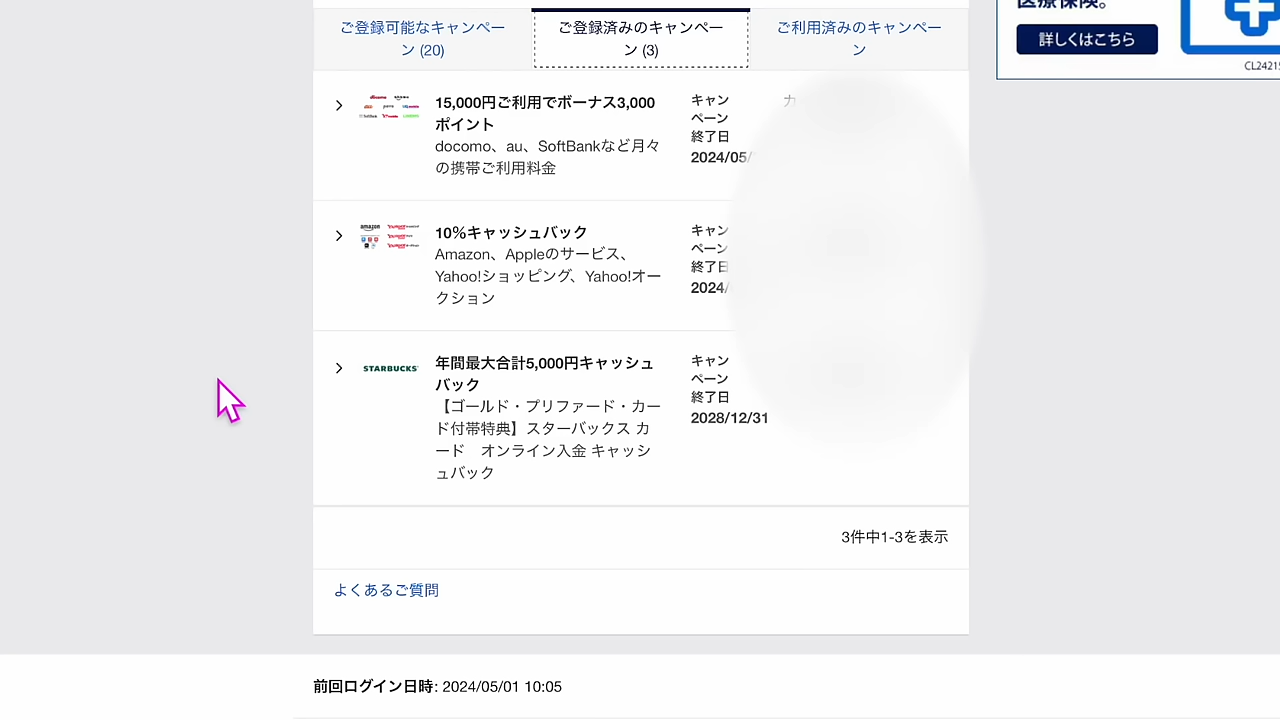 医療保険。
詳しくはこちら
CL2421
ご登録可能なキャンペー
ン (20)
ご登録済みのキャンペー
ン (3)
ご利用済みのキャンペー
ン
15,000円ご利用でボーナス3,000
ポイント
docomo、au、SoftBankなど月々
の携帯ご利用料金
キャン
ペーン
終了日
2024/05/
10%キャッシュバック
Amazon、Appleのサービス、
Yahoo!ショッピング、Yahoo!オー
クション
キャン
ペーン
終了日
2024/
amazon
STARBUCKS
年間最大合計5,000円キャッシュ
バック
【ゴールド・プリファード・カー
ド付帯特典】スターバックス カ
ード　オンライン入金 キャッシ
ュバック
キャン
ペーン
終了日
2028/12/31
3件中1-3を表示
よくあるご質問
前回ログイン日時: 2024/05/01 10:05